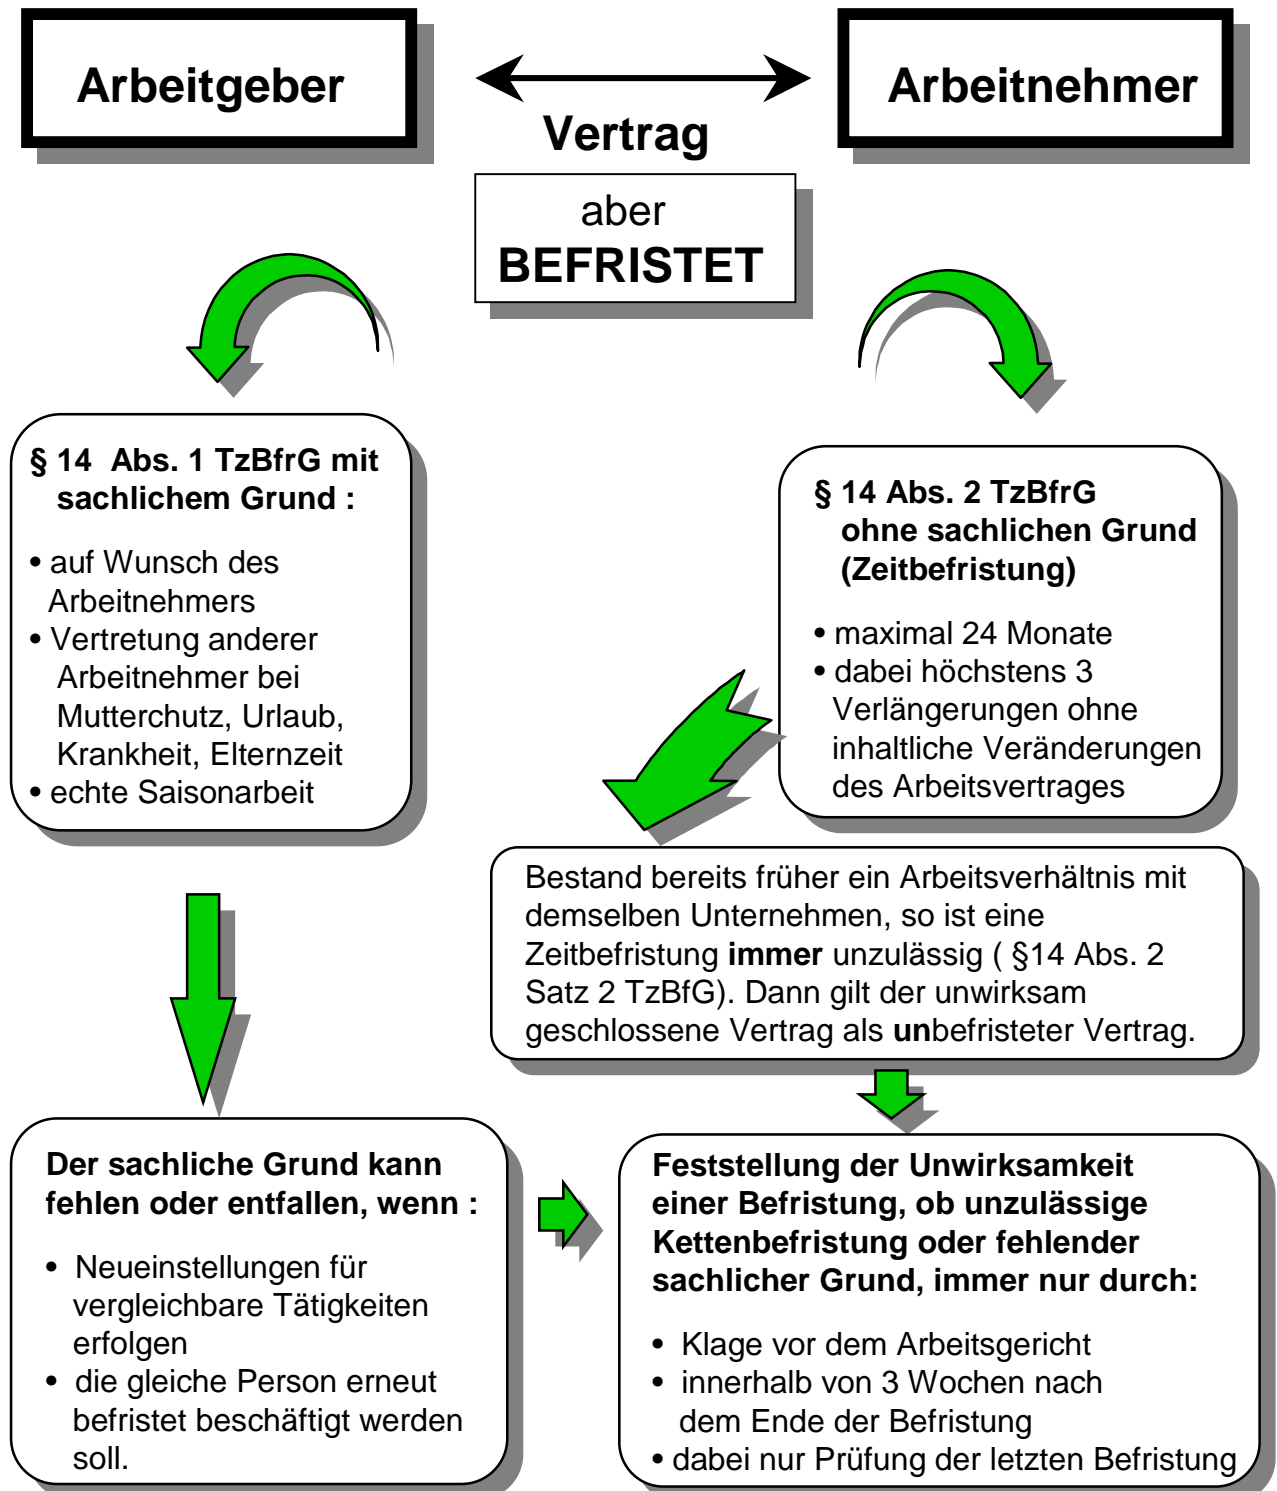 Arbeitgeber
Arbeitnehmer
Vertrag
aber
BEFRISTET
§ 14 Abs. 1 TzBfrG mit
sachlichem Grund :
• auf Wunsch des
Arbeitnehmers
• Vertretung anderer
Arbeitnehmer bei
Mutterchutz, Urlaub,
Krankheit, Elternzeit
• echte Saisonarbeit
§ 14 Abs. 2 TzBfrG
ohne sachlichen Grund
(Zeitbefristung)
• maximal 24 Monate
• dabei höchstens 3
Verlängerungen ohne
inhaltliche Veränderungen
des Arbeitsvertrages
Bestand bereits früher ein Arbeitsverhältnis mit
demselben Unternehmen, so ist eine
Zeitbefristung immer unzulässig ( §14 Abs. 2
Satz 2 TzBfG). Dann gilt der unwirksam
geschlossene Vertrag als unbefristeter Vertrag.
Der sachliche Grund kann
fehlen oder entfallen, wenn :
• Neueinstellungen für
vergleichbare Tätigkeiten
erfolgen
• die gleiche Person erneut
befristet beschäftigt werden
soll.
Feststellung der Unwirksamkeit
einer Befristung, ob unzulässige
Kettenbefristung oder fehlender
sachlicher Grund, immer nur durch:
• Klage vor dem Arbeitsgericht
• innerhalb von 3 Wochen nach
dem Ende der Befristung
• dabei nur Prüfung der letzten Befristung